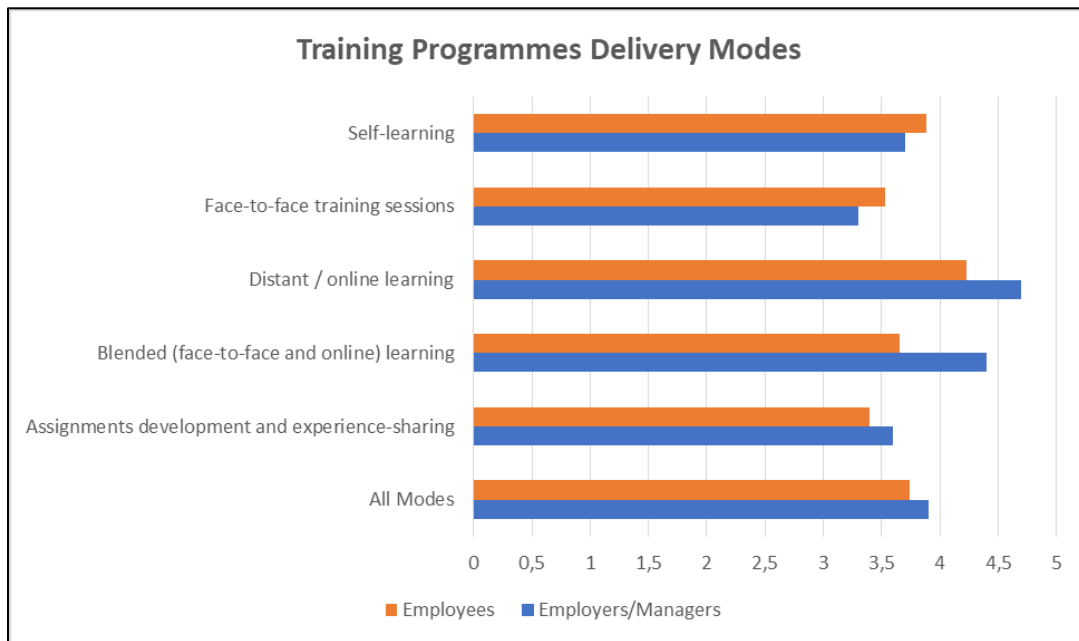 Training Programmes Delivery Modes
Self-learning
Face-to-face training sessions
Distant / online learning
Blended (face-to-face and online) learning
Assignments development and experience-sharing
All Modes
0 0,5 1 1,5 2 2,5 3 3,5 4 4,5 5
Employees Employers/Managers